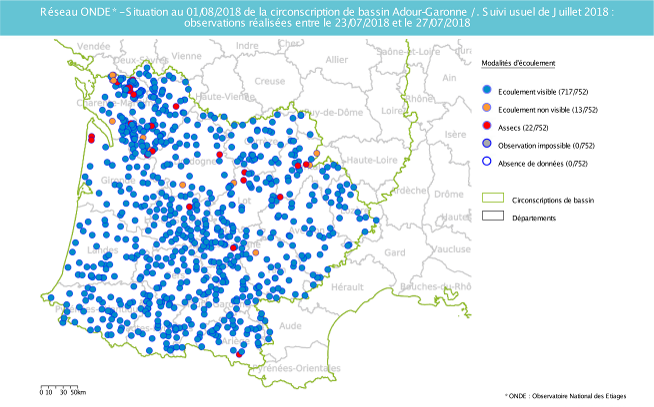 Réseau ONDE* -Situation au 01/08/2018 de la circonscription de bassin Adour-Garonne /. Suivi usuel de Juillet 2018 :
observations réalisées entre le 23/07/2018 et le 27/07/2018
Vendée
Deux-Sèvres
Vienne
Indre
Cher
Allier
Saône-et-Loire
Jura
Ain
Creuse
Haute-Vienne
Puy-de-Dôme
Loire
Rhône
Isère
Haute-Loire
Ardèche
Drôme
Gironde
Lot
Landes
Gard
Vaucluse
Hérault
Bouches-du-Rhô
Aude
Ariège
Pyrénées-Orientales
Modalités d'écoulement
Ecoulement visible (717/752)
Ecoulement non visible (13/752)
Assecs (22/752)
Observation impossible (0/752)
Absence de données (0/752)
Circonscriptions de bassin
Départements
0 10 30 50km
* ONDE : Observatoire National des Etiages